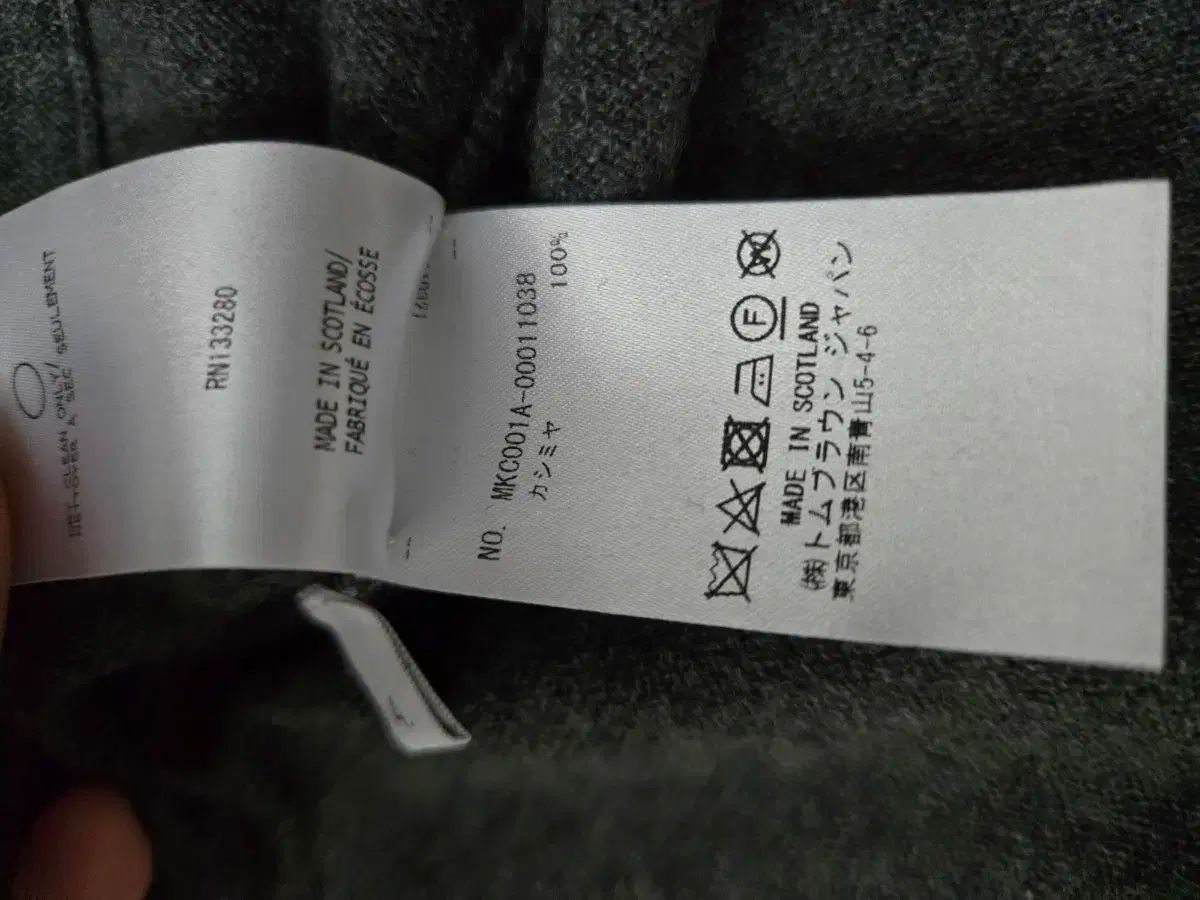 DRY CLEAN ONLY/
NETTOYER A SEC SEULEMENT
RN133280
MADE IN SCOTLAND/
FABRIQUÉ EN ÉCOSSE
NO. MKC001A-00011038
カシミヤ 100%
MADE IN SCOTLAND
(株)トムブラウン ジャパン
東京都港区南青山5-4-6